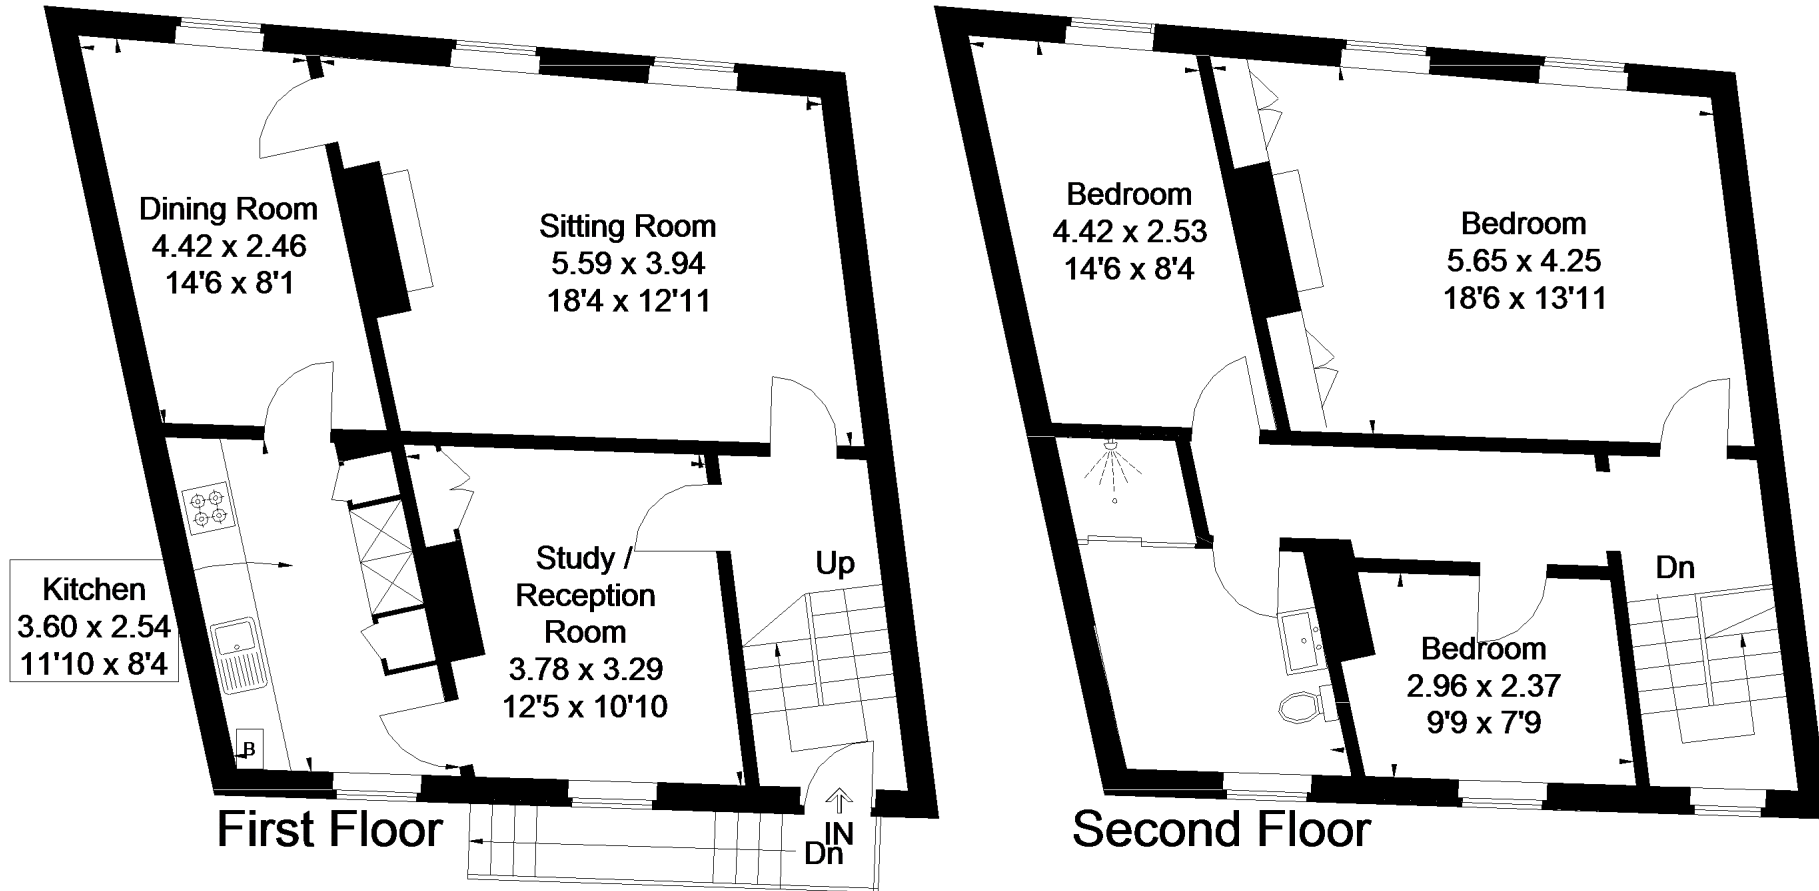 Dining Room
4.42 x 2.46
14'6 x 8'1
Sitting Room
5.59 x 3.94
18'4 x 12'11
Kitchen
3.60 x 2.54
11'10 x 8'4
B
Study /
Reception
Room
3.78 x 3.29
12'5 x 10'10
Up
IN
Dn
First Floor
Bedroom
4.42 x 2.53
14'6 x 8'4
Bedroom
5.65 x 4.25
18'6 x 13'11
Bedroom
2.96 x 2.37
9'9 x 7'9
Dn
Second Floor